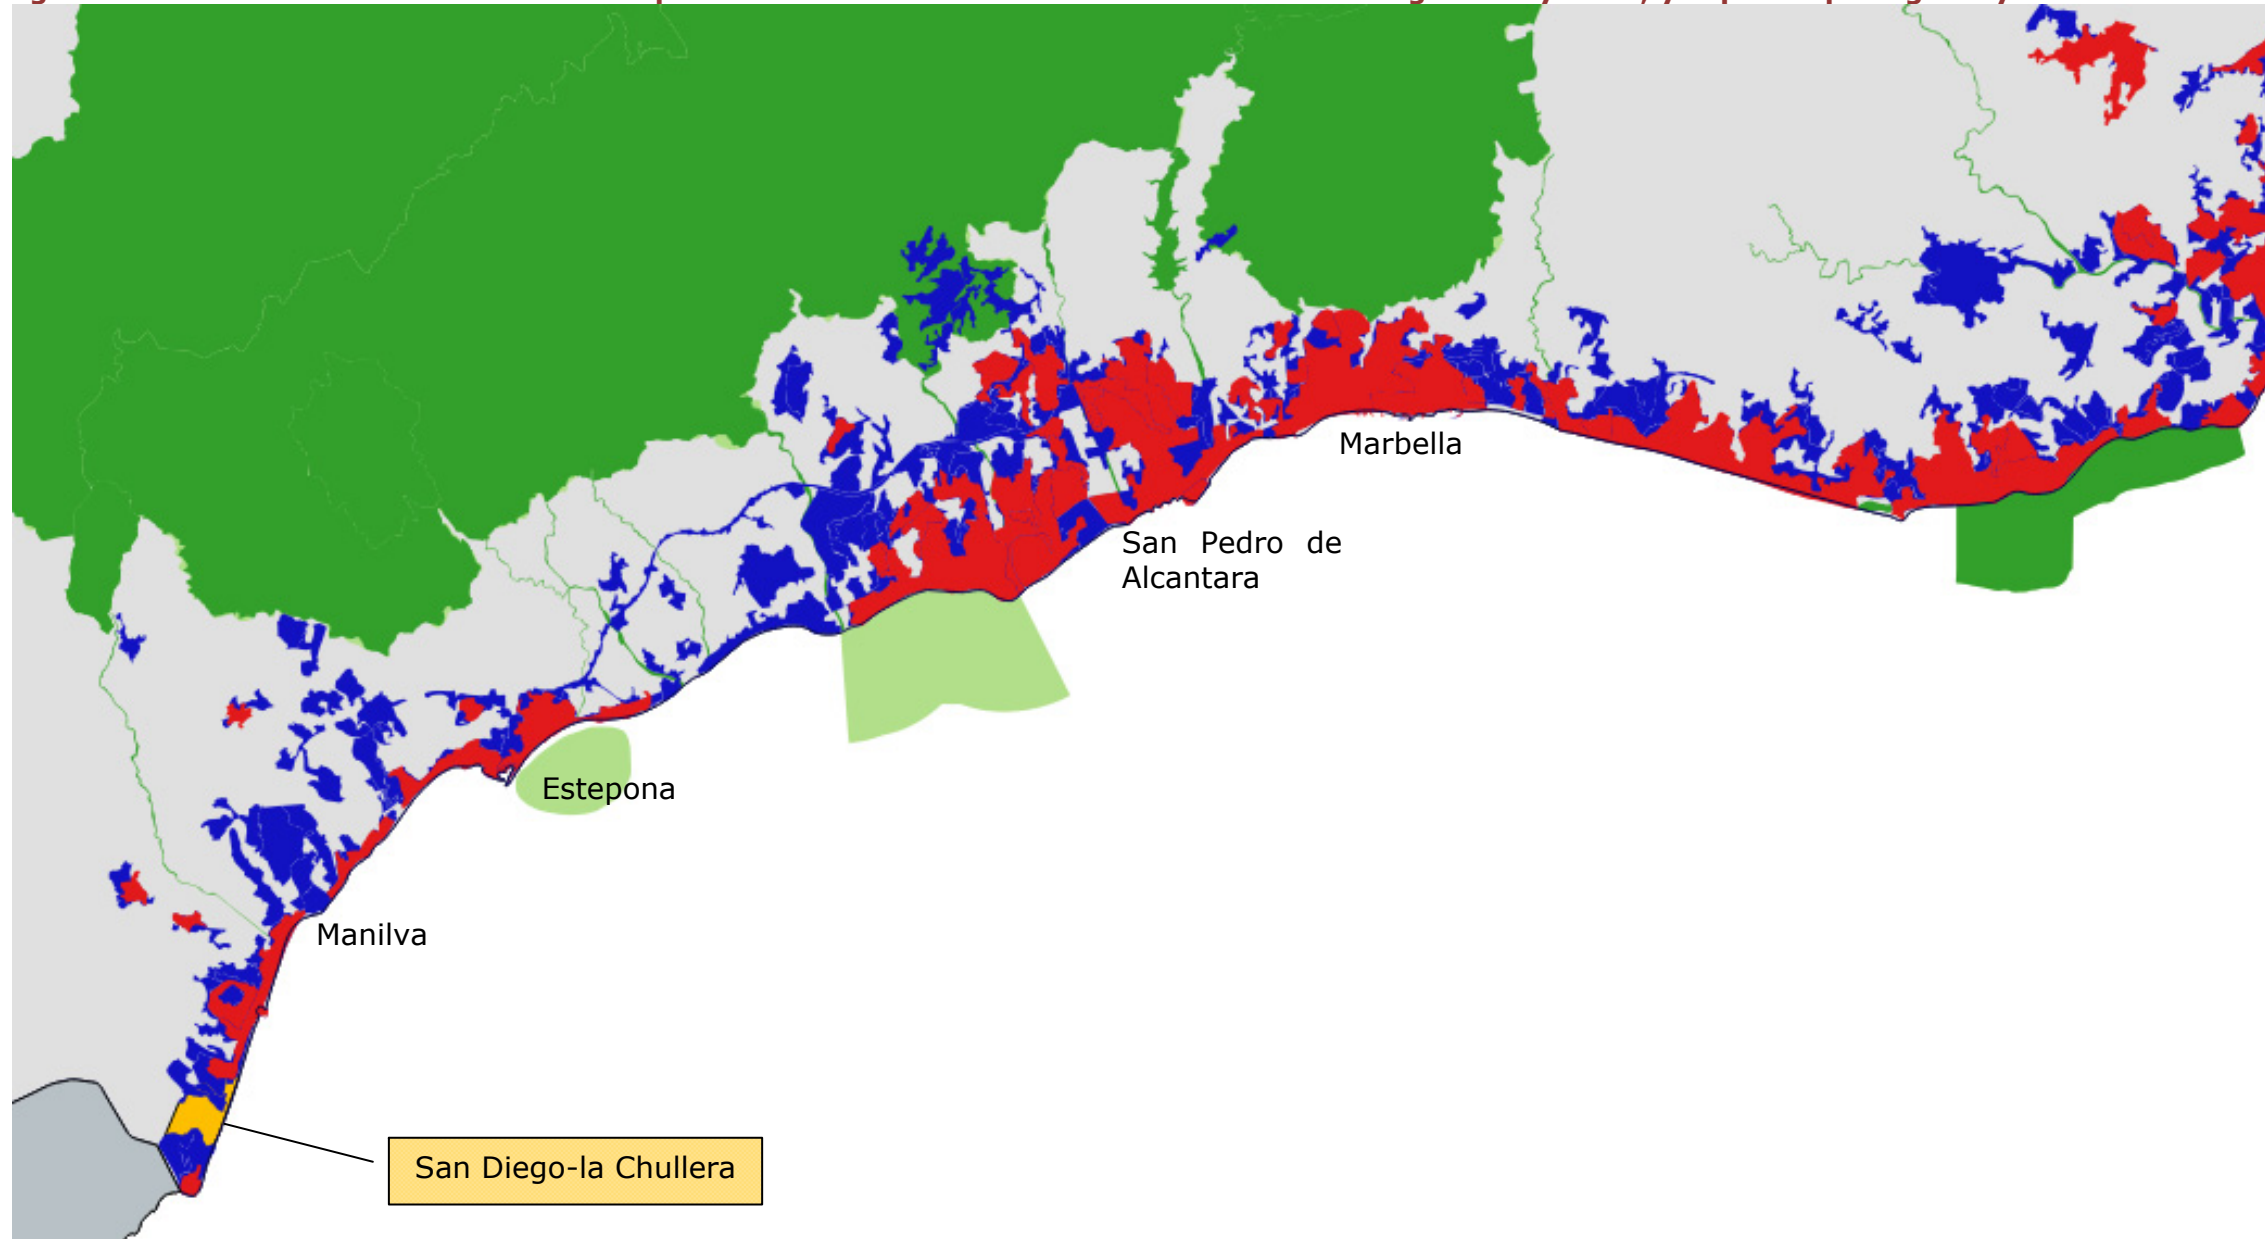 Marbella
San Pedro de
Alcantara
Estepona
Manilva
San Diego-la Chullera